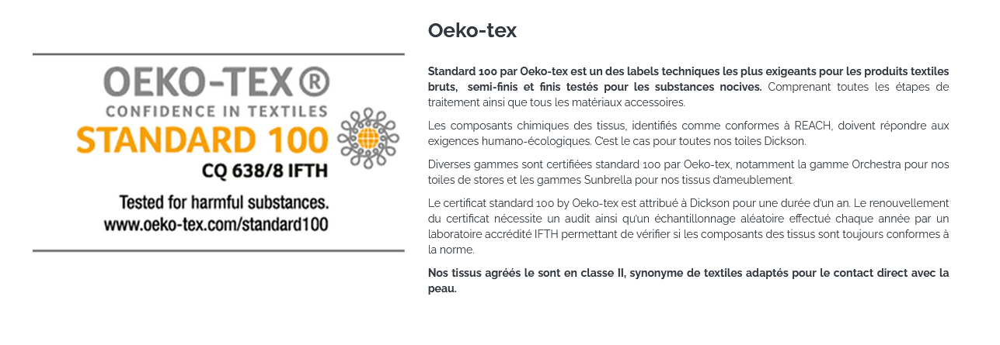 OEKO-TEX®
CONFIDENCE IN TEXTILES
STANDARD 100
CQ 638/8 IFTH
Tested for harmful substances.
www.oeko-tex.com/standard100
Oeko-tex
Standard 100 par Oeko-tex est un des labels techniques les plus exigeants pour les produits textiles
bruts, semi-finis et finis testés pour les substances nocives. Comprenant toutes les étapes de
traitement ainsi que tous les matériaux accessoires.
Les composants chimiques des tissus, identifiés comme conformes à REACH, doivent répondre aux
exigences humano-écologiques. C'est le cas pour toutes nos toiles Dickson.
Diverses gammes sont certifiées standard 100 par Oeko-tex, notamment la gamme Orchestra pour nos
toiles de stores et les gammes Sunbrella pour nos tissus d'ameublement.
Le certificat standard 100 by Oeko-tex est attribué à Dickson pour une durée d'un an. Le renouvellement
du certificat nécessite un audit ainsi qu'un échantillonnage aléatoire effectué chaque année par un
laboratoire accrédité IFTH permettant de vérifier si les composants des tissus sont toujours conformes à
la norme.
Nos tissus agréés le sont en classe II, synonyme de textiles adaptés pour le contact direct avec la
peau.